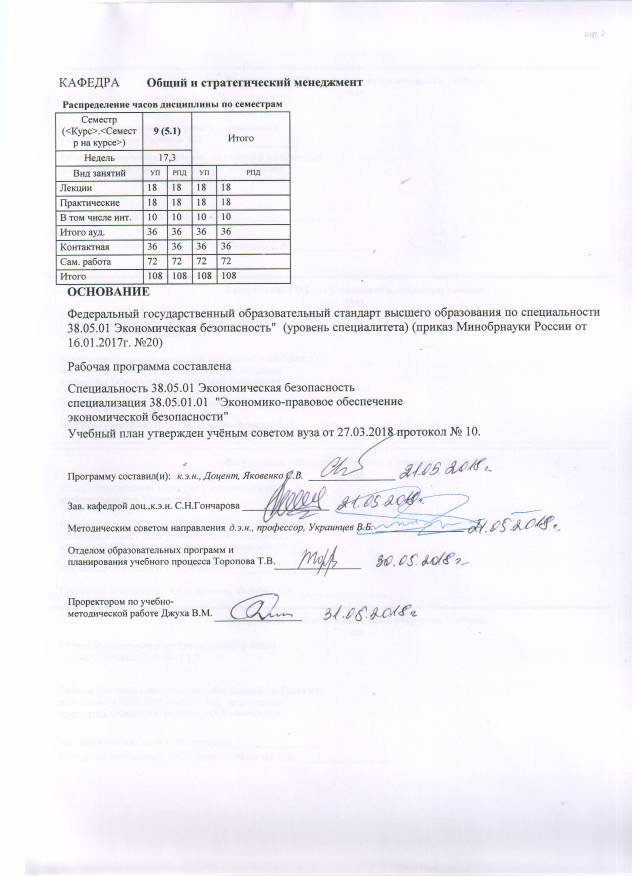 стр. 2
КАФЕДРА Общий и стратегический менеджмент
Распределение часов дисциплины по семестрам
Семестр
(<Курс>.<Семест
р на курсе>)
9 (5.1)
Итого
Недель 17,3
Вид занятий УП РПД УП РПД
Лекции 18 18 18 18
Практические 18 18 18 18
В том числе инт. 10 10 10 10
Итого ауд. 36 36 36 36
Контактная 36 36 36 36
Сам. работа 72 72 72 72
Итого 108 108 108 108
ОСНОВАНИЕ
Федеральный государственный образовательный стандарт высшего образования по специальности
38.05.01 Экономическая безопасность" (уровень специалитета) (приказ Минобрнауки России от
16.01.2017г. №20)
Рабочая программа составлена
Специальность 38.05.01 Экономическая безопасность
специализация 38.05.01.01 "Экономико-правовое обеспечение
экономической безопасности"
Учебный план утвержден учёным советом вуза от 27.03.2018 протокол № 10.
Программу составил(и): к.э.н., Доцент, Яковенко С.В. 21.05.2018г.
Зав. кафедрой доц.,к.э.н. С.Н.Гончарова 21.05.2018г.
Методическим советом направления д.э.н., профессор, Украинцев В.Б. 21.05.2018г.
Отделом образовательных программ и
планирования учебного процесса Торопова Т.В. 30.05.2018г.
Проректором по учебно-
методической работе Джуха В.М. 31.05.2018г